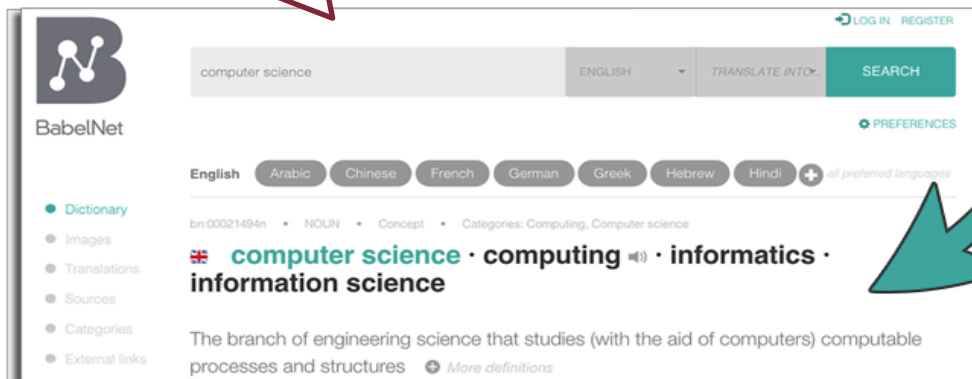 LOG IN REGISTER
computer science ENGLISH TRANSLATE INTO... SEARCH
BabelNet
PREFERENCES
English Arabic Chinese French German Greek Hebrew Hindi all preferred languages
Dictionary
Images
Translations
Sources
Categories
External links
bn:00021494n • NOUN • Concept • Categories: Computing, Computer science
computer science · computing · informatics ·
information science
The branch of engineering science that studies (with the aid of computers) computable
processes and structures More definitions